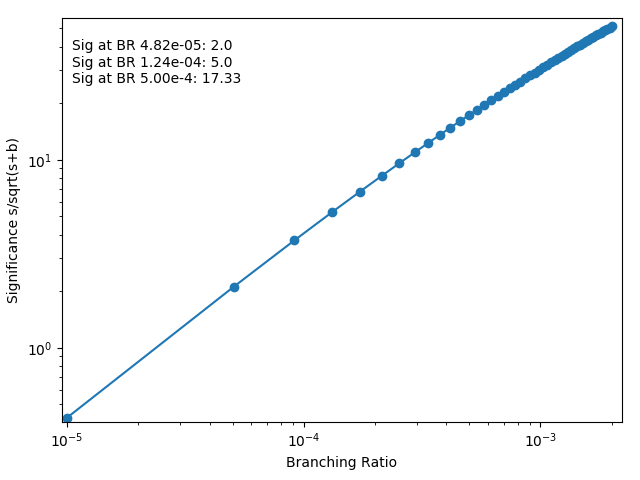 Sig at BR 4.82e-05: 2.0
Sig at BR 1.24e-04: 5.0
Sig at BR 5.00e-4: 17.33
Significance s/sqrt(s+b)
10¹
10⁰
10⁻⁵
10⁻⁴
10⁻³
Branching Ratio